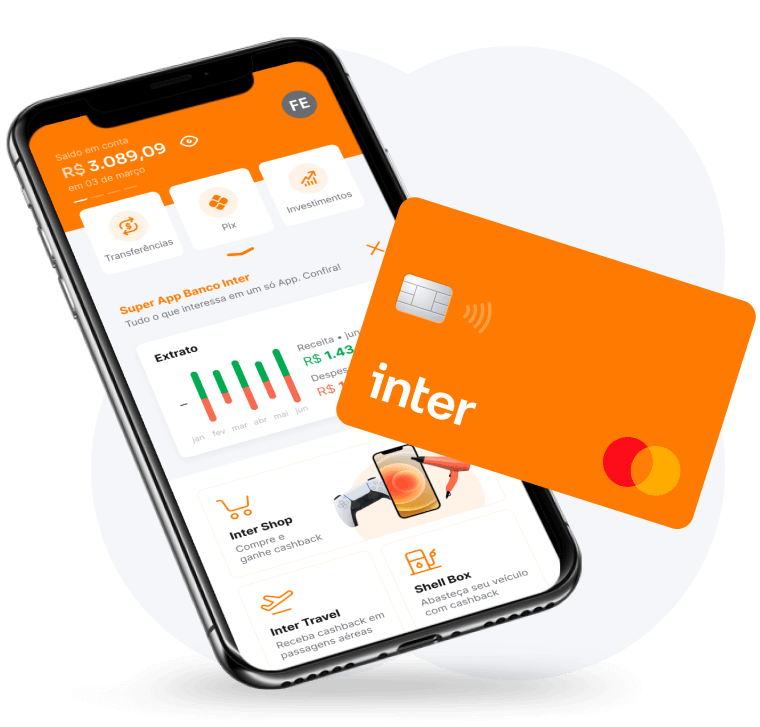 FE
Saldo em conta
R$ 3.089,09
em 03 de março
Transferências
Pix
Investimentos
Super App Banco Inter
Tudo o que interessa em um só App. Confira!
Extrato
Receita • jun
R$ 1.43
Despes
R$ 1
jan fev mar abr mai jun
inter
Inter Shop
Compre e
ganhe cashback
Inter Travel
Receba cashback em
passagens aéreas
Shell Box
Abasteça seu veículo
com cashback